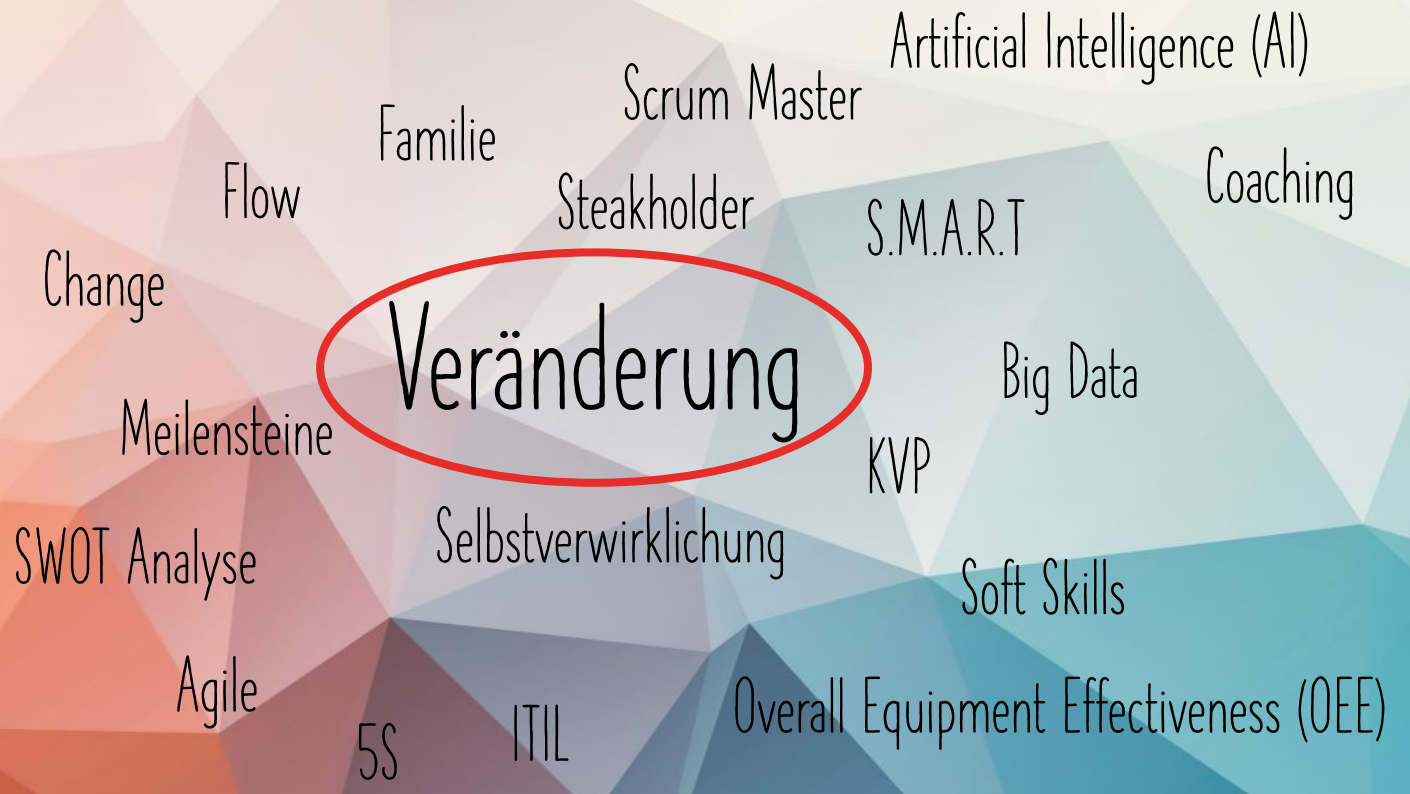 Artificial Intelligence (AI)
Scrum Master
Familie
Coaching
Flow
Steakholder
S.M.A.R.T
Change
Veränderung
Big Data
Meilensteine
KVP
SWOT Analyse
Selbstverwirklichung
Soft Skills
Agile
Overall Equipment Effectiveness (OEE)
5S
ITIL